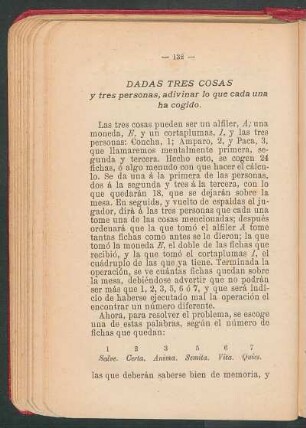 — 132 —
DADAS TRES COSAS
y tres personas, adivinar lo que cada una
ha cogido.
Las tres cosas pueden ser un alfiler, A; una
moneda, E, y un cortaplumas, I, y las tres
personas: Concha, 1; Amparo, 2, y Paca, 3,
que llamaremos mentalmente primera, segun-
da y tercera. Hecho esto, se cogen 24
fichas, ó algo menudo con que hacer el cálcu-
lo. Se da una á la primera de las personas,
dos á la segunda y tres á la tercera, con lo
que quedarán 18, que se dejarán sobre la
mesa. En seguida, y vuelto de espaldas el ju-
gador, dirá á las tres personas que cada una
tome una de las cosas mencionadas; después
ordenará que la que tomó el alfiler A tome
tantas fichas como antes se le dieron; la que
tomó la moneda E, el doble de las fichas que
recibió, y la que tomó el cortaplumas I, el
cuádruplo de las que ya tiene. Terminada la
operación, se ve cuántas fichas quedan sobre
la mesa, debiéndose advertir que no podrán
ser más que 1, 2, 3, 5, 6 ó 7, y que será indi-
cio de haberse ejecutado mal la operación el
encontrar un número diferente.
Ahora, para resolver el problema, se escoge
una de estas palabras, según el número de
fichas que quedan:
1 2 3 5 6 7
Salve. Certa. Anima. Semita. Vita. Quies.
las que deberán saberse bien de memoria, y